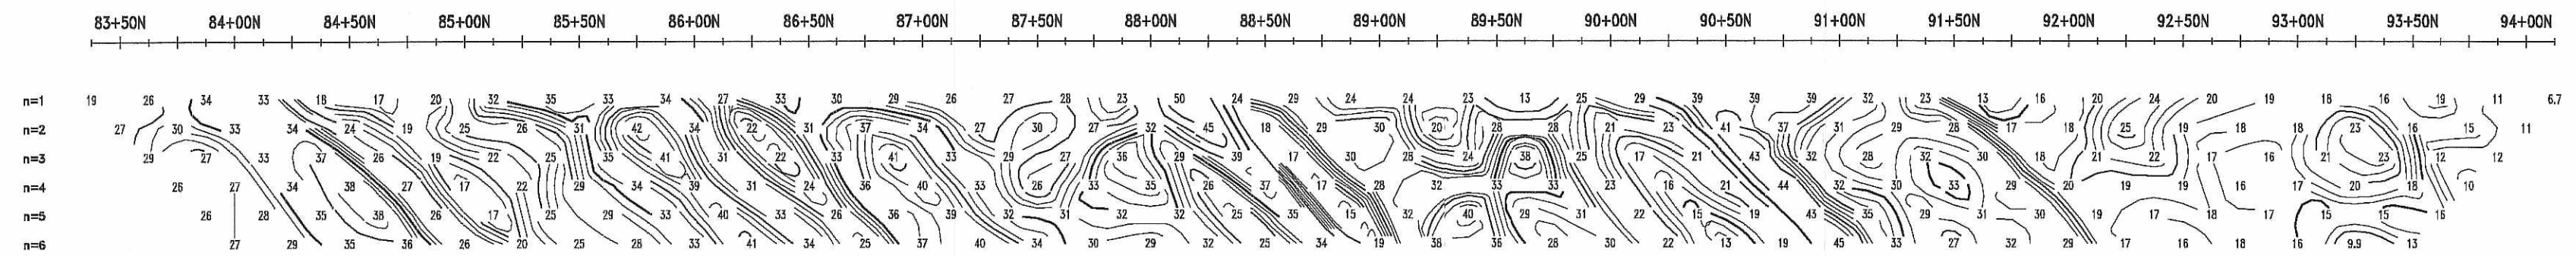 83+50N 84+00N 84+50N 85+00N 85+50N 86+00N 86+50N 87+00N 87+50N 88+00N 88+50N 89+00N 89+50N 90+00N 90+50N 91+00N 91+50N 92+00N 92+50N 93+00N 93+50N 94+00N
n=1 19 26 34 33 18 17 20 32 35 33 34 27 33 30 29 26 27 28 23 50 24 29 24 24 23 13 25 29 39 39 39 32 23 13 16 20 24 20 19 18 16 19 11 6.7
n=2 27 30 33 34 24 19 25 26 31 42 34 22 31 37 34 27 30 27 32 45 18 29 30 20 28 28 21 23 41 37 31 29 28 17 18 25 19 18 18 23 16 15 11
n=3 29 27 33 37 26 19 22 25 35 41 31 22 33 41 33 29 27 36 29 39 17 30 28 24 38 25 17 21 43 32 28 32 30 18 21 22 17 16 21 23 12 12
n=4 26 27 34 38 27 17 22 29 34 39 31 24 36 40 33 26 33 35 26 37 17 28 32 33 33 23 16 21 44 32 30 33 29 20 19 19 16 17 20 18 10
n=5 26 28 35 38 26 17 25 29 33 40 33 26 36 39 32 31 32 32 25 35 15 32 40 29 31 22 15 19 43 35 29 31 30 19 17 18 17 15 15 16
n=6 27 29 35 36 26 20 25 28 33 41 34 25 37 40 34 30 29 32 25 34 19 38 36 28 30 22 13 19 45 33 27 32 29 17 16 18 16 9.9 13